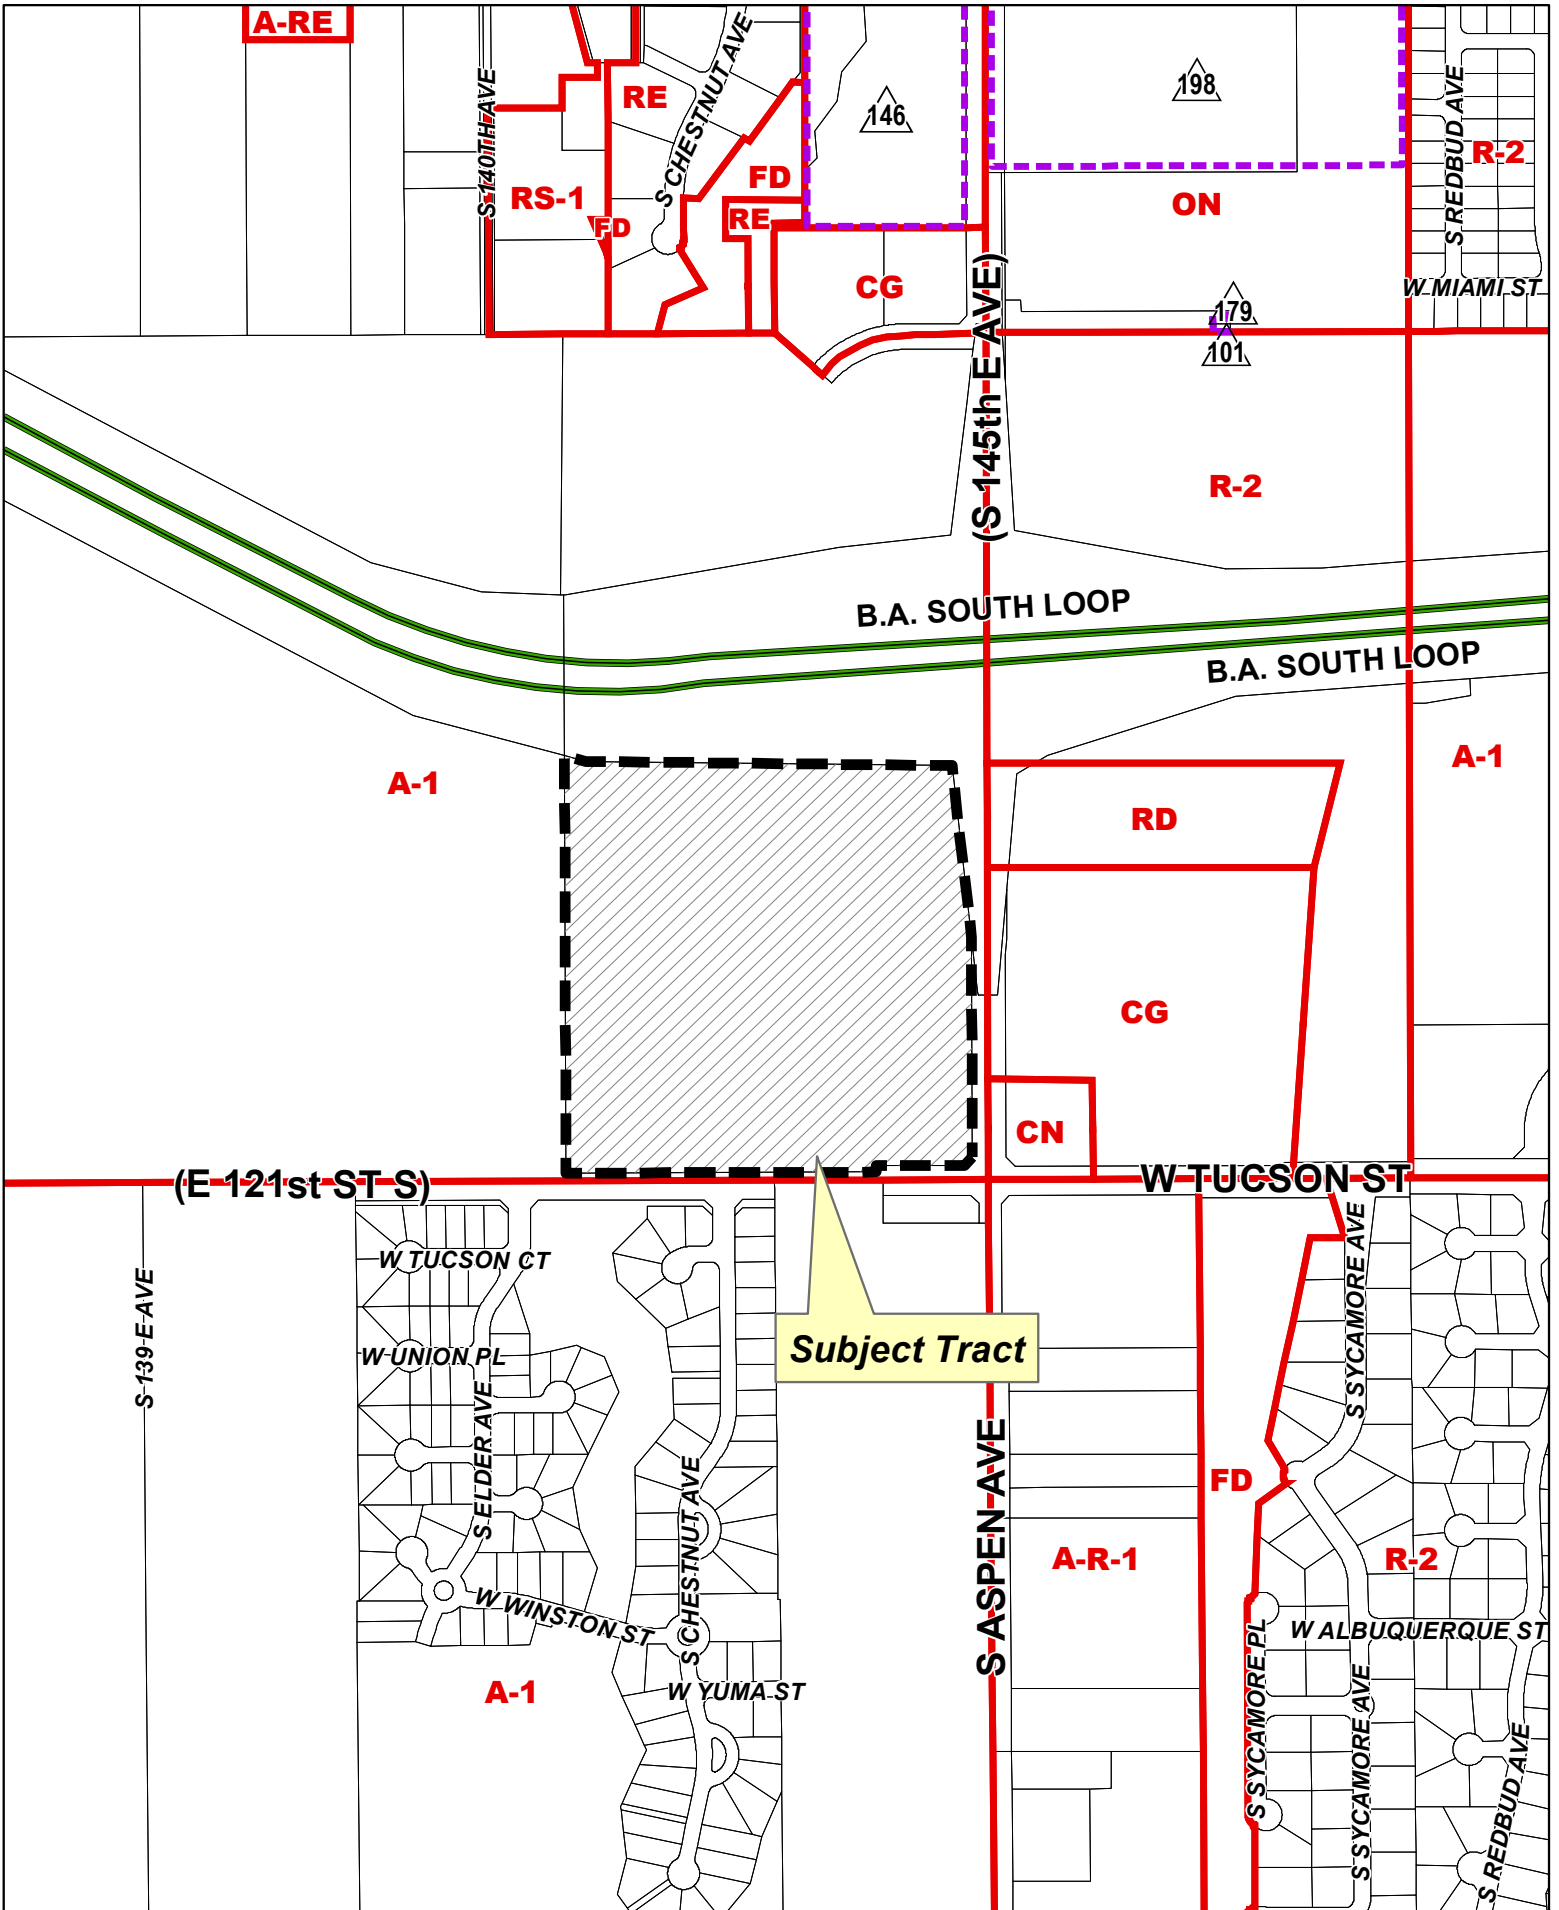 A-RE
S 140TH AVE
RE
S CHESTNUT AVE
146
198
S REDBUD AVE
R-2
RS-1
FD
FD
RE
ON
CG
(S 145th E AVE)
W MIAMI ST
179
101
R-2
B.A. SOUTH LOOP
B.A. SOUTH LOOP
A-1
A-1
RD
CG
CN
(E 121st ST S)
W TUCSON ST
W TUCSON CT
S 139 E AVE
W UNION PL
Subject Tract
S SYCAMORE AVE
S ELDER AVE
S CHESTNUT AVE
S ASPEN AVE
FD
A-R-1
R-2
W WINSTON ST
W ALBUQUERQUE ST
A-1
W YUMA ST
S SYCAMORE PL
S SYCAMORE AVE
S REDBUD AVE